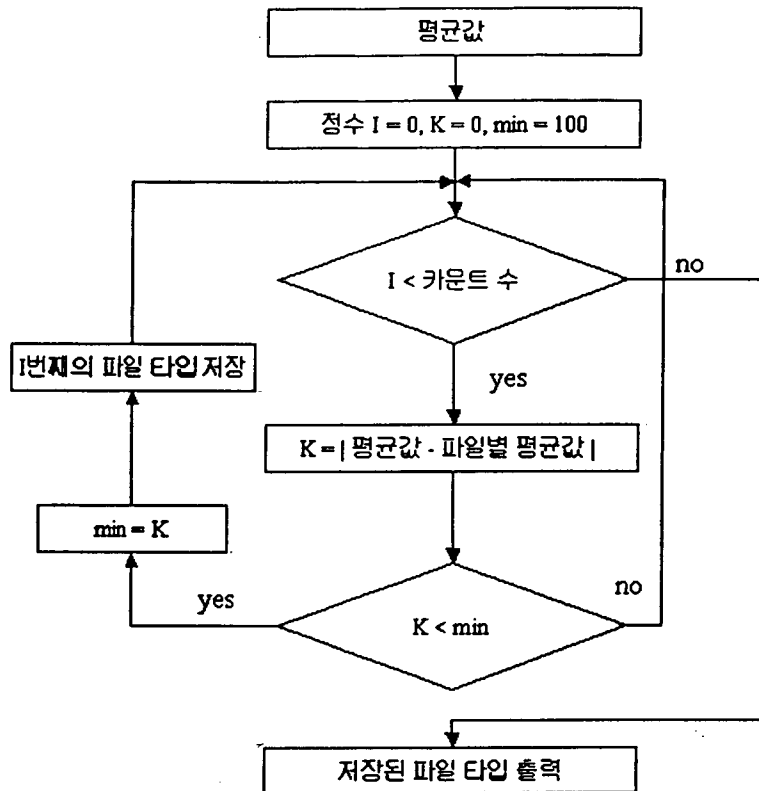 평균값
정수 I = 0, K = 0, min = 100
I < 카운트 수
no
I번째의 파일 타입 저장
yes
K = | 평균값 - 파일별 평균값 |
min = K
yes
no
K < min
저장된 파일 타입 출력